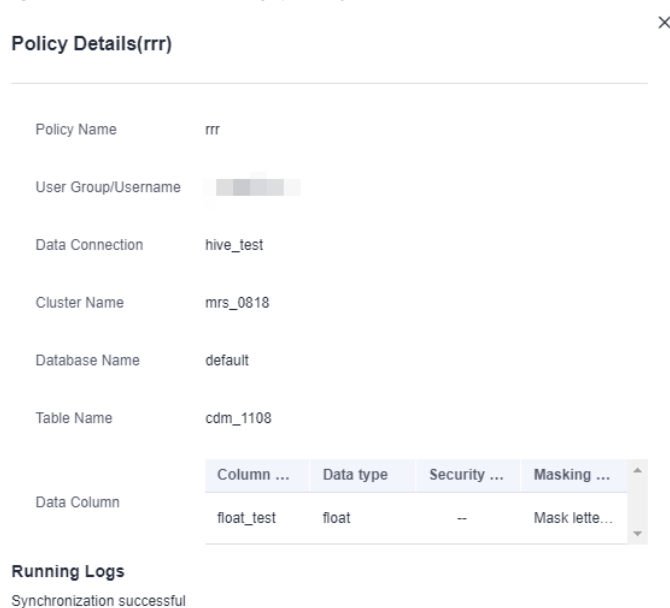 Policy Details(rrr)
Policy Name rrr
User Group/Username
Data Connection hive_test
Cluster Name mrs_0818
Database Name default
Table Name cdm_1108
Column ... Data type Security ... Masking ...
Data Column
float_test float -- Mask lette...
Running Logs
Synchronization successful